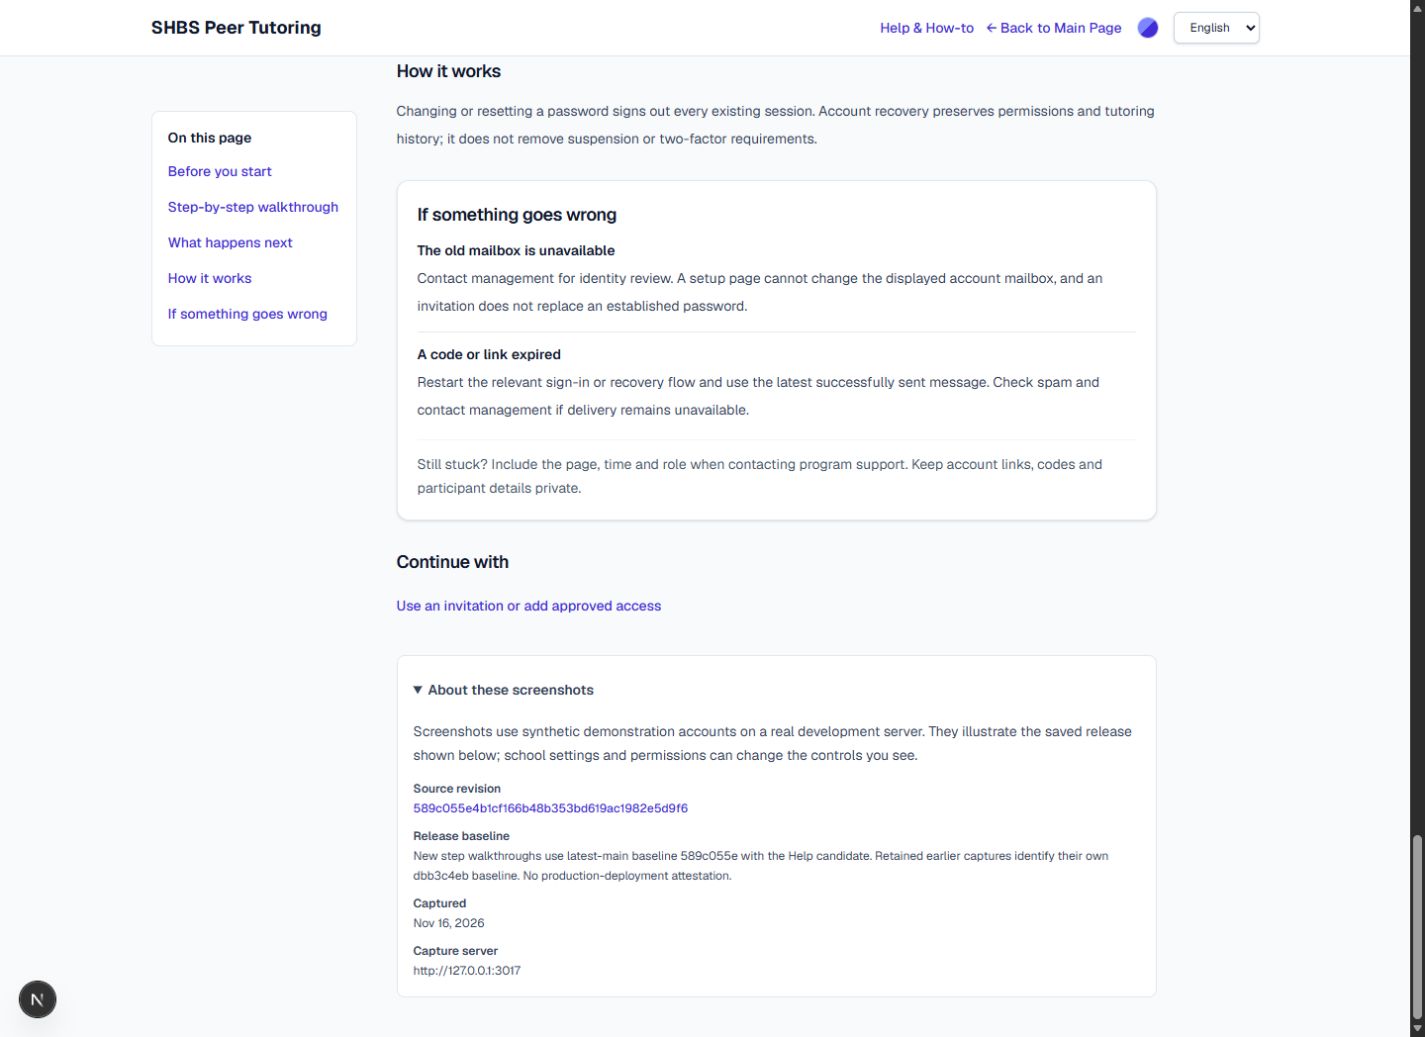 SHBS Peer Tutoring
Help & How-to
← Back to Main Page
English
On this page
Before you start
Step-by-step walkthrough
What happens next
How it works
If something goes wrong
How it works
Changing or resetting a password signs out every existing session. Account recovery preserves permissions and tutoring
history; it does not remove suspension or two-factor requirements.
If something goes wrong
The old mailbox is unavailable
Contact management for identity review. A setup page cannot change the displayed account mailbox, and an
invitation does not replace an established password.
A code or link expired
Restart the relevant sign-in or recovery flow and use the latest successfully sent message. Check spam and
contact management if delivery remains unavailable.
Still stuck? Include the page, time and role when contacting program support. Keep account links, codes and
participant details private.
Continue with
Use an invitation or add approved access
▼ About these screenshots
Screenshots use synthetic demonstration accounts on a real development server. They illustrate the saved release
shown below; school settings and permissions can change the controls you see.
Source revision
589c055e4b1cf166b48b353bd619ac1982e5d9f6
Release baseline
New step walkthroughs use latest-main baseline 589c055e with the Help candidate. Retained earlier captures identify their own
dbb3c4eb baseline. No production-deployment attestation.
Captured
Nov 16, 2026
Capture server
http://127.0.0.1:3017
N